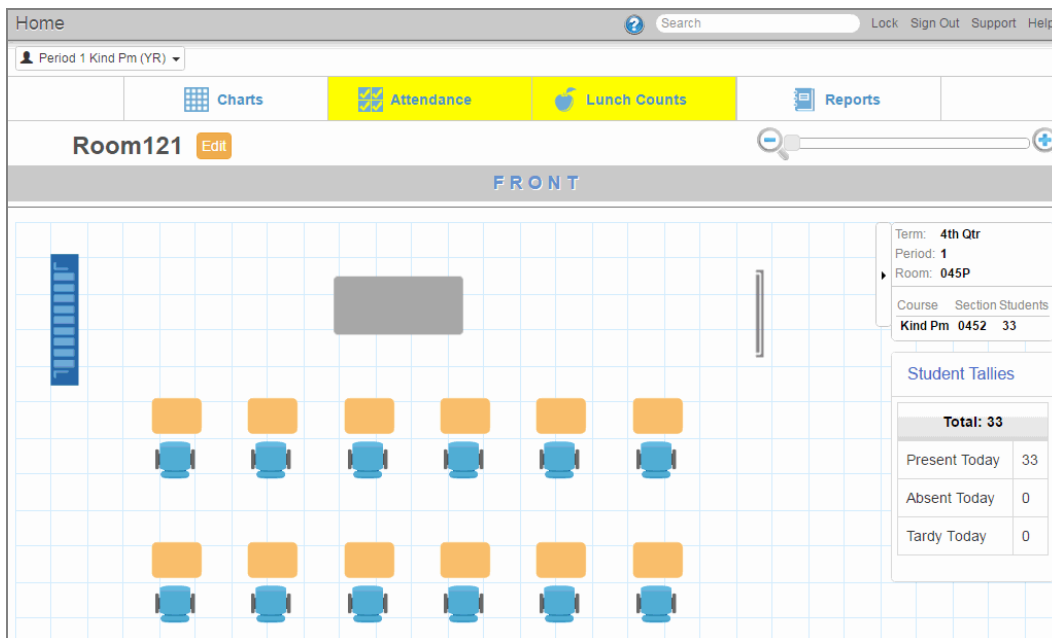 Home
Search
Lock Sign Out Support Help
Period 1 Kind Pm (YR)
Charts
Attendance
Lunch Counts
Reports
Room121 Edit
FRONT
Term: 4th Qtr
Period: 1
Room: 045P
Course Section Students
Kind Pm 0452 33
Student Tallies
Total: 33
Present Today 33
Absent Today 0
Tardy Today 0